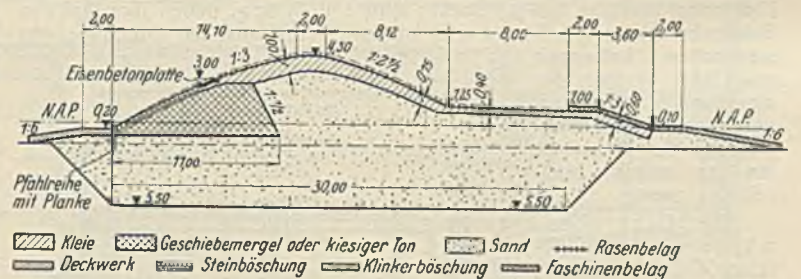 2,00 14,10 2,00 8,12 8,00 2,00 3,60 2,00
Eisenbetonplatte 3,00 1:3 1,00 4,50 1:2½ 0,75 1,25 0,40 1,00 1:3 0,60
N.A.P. 0,20 1:1½ 0,10 N.A.P.
1:6 1:6
11,00
Pfahlreihe
mit Planke
30,00
5,50 5,50
Kleie Geschiebemergel oder kiesiger Ton Sand Rasenbelag
Deckwerk Steinböschung Klinkerböschung Faschinenbelag